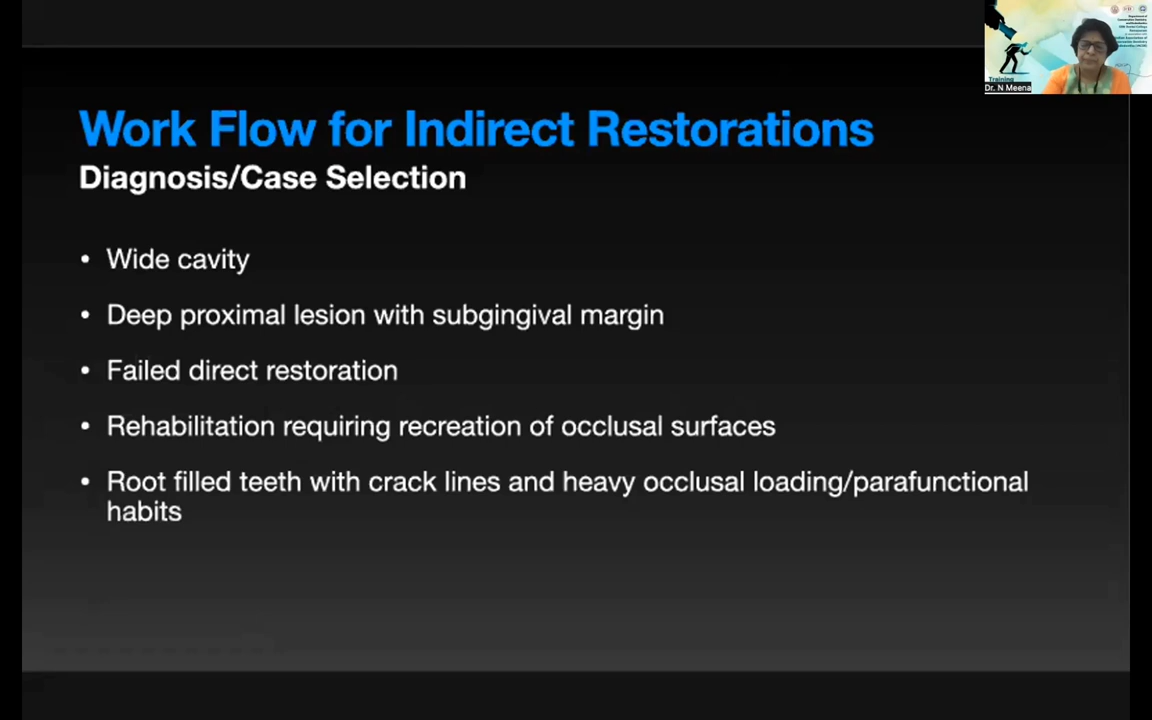 Work Flow for Indirect Restorations
Diagnosis/Case Selection
• Wide cavity
• Deep proximal lesion with subgingival margin
• Failed direct restoration
• Rehabilitation requiring recreation of occlusal surfaces
• Root filled teeth with crack lines and heavy occlusal loading/parafunctional
habits
Training
Dr. N Meena